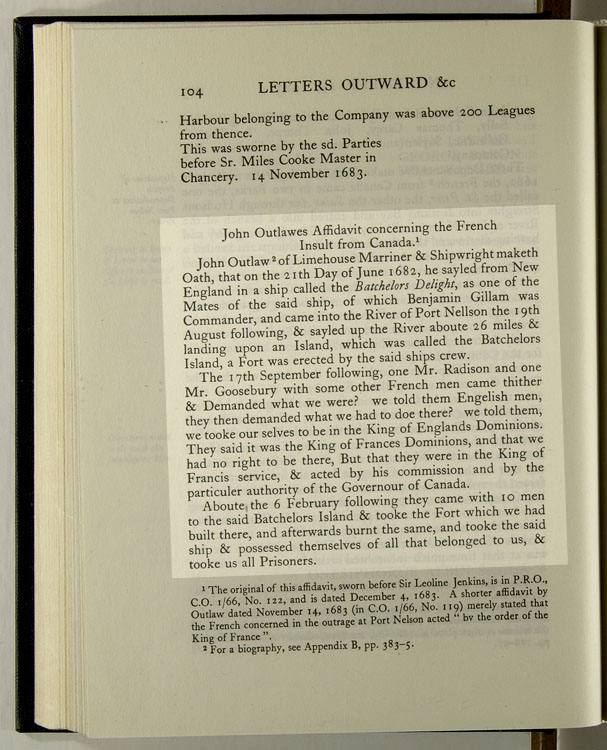 104 LETTERS OUTWARD &c
Harbour belonging to the Company was above 200 Leagues
from thence.
This was sworne by the sd. Parties
before Sr. Miles Cooke Master in
Chancery. 14 November 1683.
John Outlawes Affidavit concerning the French
Insult from Canada.¹
John Outlaw² of Limehouse Marriner & Shipwright maketh
Oath, that on the 21th Day of June 1682, he sayled from New
England in a ship called the Batchelors Delight, as one of the
Mates of the said ship, of which Benjamin Gillam was
Commander, and came into the River of Port Nellson the 19th
August following, & sayled up the River aboute 26 miles &
landing upon an Island, which was called the Batchelors
Island, a Fort was erected by the said ships crew.
The 17th September following, one Mr. Radison and one
Mr. Goosebury with some other French men came thither
& Demanded what we were? we told them Engelish men,
they then demanded what we had to doe there? we told them,
we tooke our selves to be in the King of Englands Dominions.
They said it was the King of Frances Dominions, and that we
had no right to be there, But that they were in the King of
Francis service, & acted by his commission and by the
particuler authority of the Governour of Canada.
Aboute the 6 February following they came with 10 men
to the said Batchelors Island & tooke the Fort which we had
built there, and afterwards burnt the same, and tooke the said
ship & possessed themselves of all that belonged to us, &
tooke us all Prisoners.
¹ The original of this affidavit, sworn before Sir Leoline Jenkins, is in P.R.O.,
C.O. 1/66, No. 122, and is dated December 4, 1683. A shorter affidavit by
Outlaw dated November 14, 1683 (in C.O. 1/66, No. 119) merely stated that
the French concerned in the outrage at Port Nelson acted " by the order of the
King of France ".
² For a biography, see Appendix B, pp. 383-5.